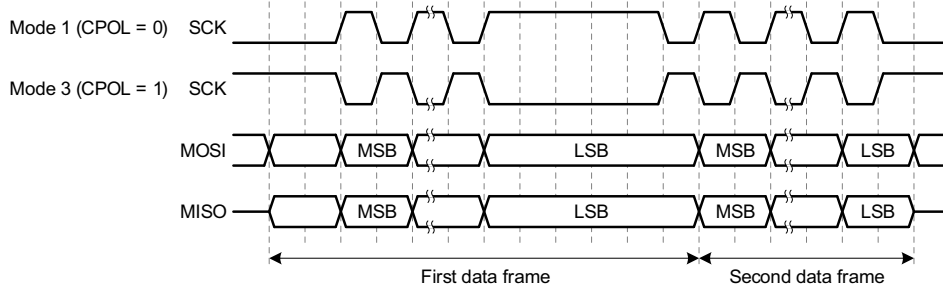 Mode 1 (CPOL = 0) SCK
Mode 3 (CPOL = 1) SCK
MOSI MSB LSB MSB LSB
MISO MSB LSB MSB LSB
First data frame Second data frame